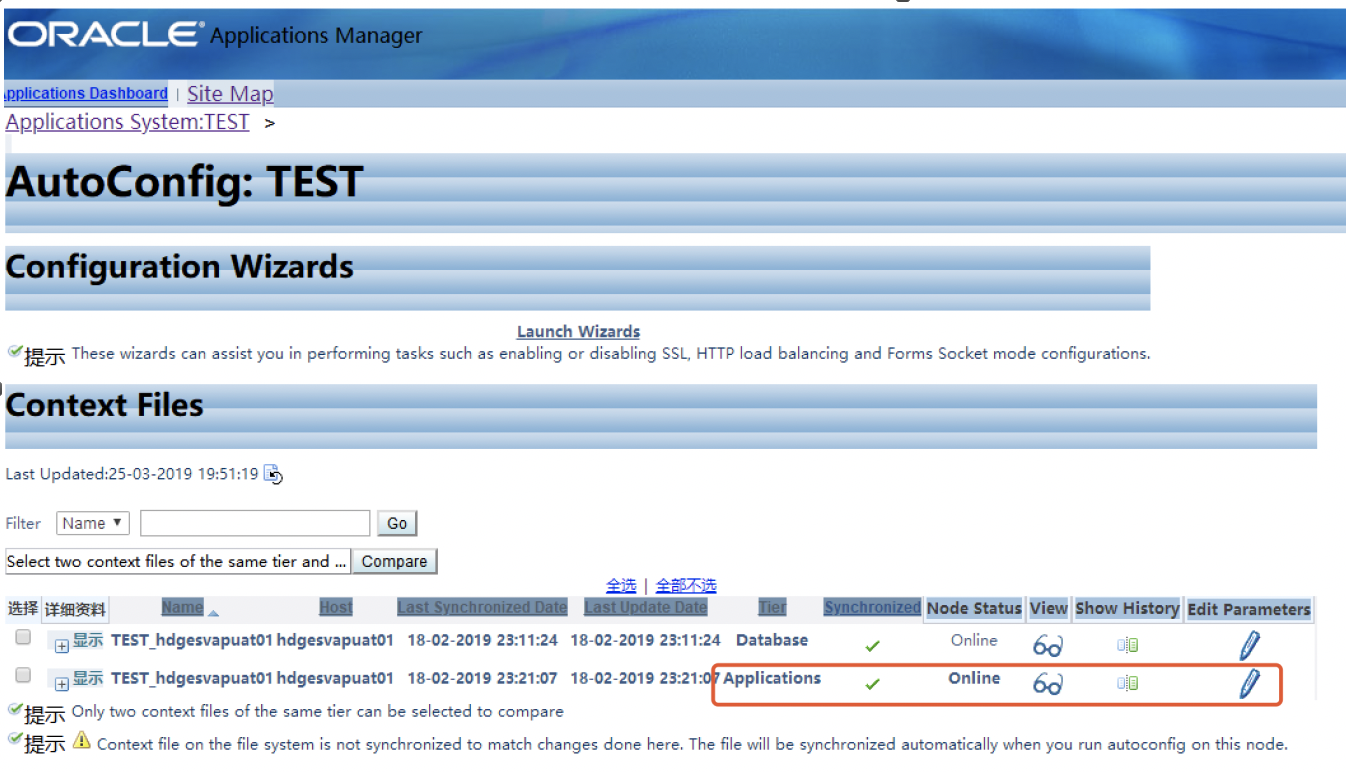 ORACLE Applications Manager
Applications Dashboard | Site Map
Applications System:TEST >
AutoConfig: TEST
Configuration Wizards
Launch Wizards
提示 These wizards can assist you in performing tasks such as enabling or disabling SSL, HTTP load balancing and Forms Socket mode configurations.
Context Files
Last Updated:25-03-2019 19:51:19
Filter Name Go
Select two context files of the same tier and ... Compare
全选 | 全部不选
选择 详细资料 Name Host Last Synchronized Date Last Update Date Tier Synchronized Node Status View Show History Edit Parameters
显示 TEST_hdgesvapuat01 hdgesvapuat01 18-02-2019 23:11:24 18-02-2019 23:11:24 Database Online
显示 TEST_hdgesvapuat01 hdgesvapuat01 18-02-2019 23:21:07 18-02-2019 23:21:07 Applications Online
提示 Only two context files of the same tier can be selected to compare
提示 Context file on the file system is not synchronized to match changes done here. The file will be synchronized automatically when you run autoconfig on this node.